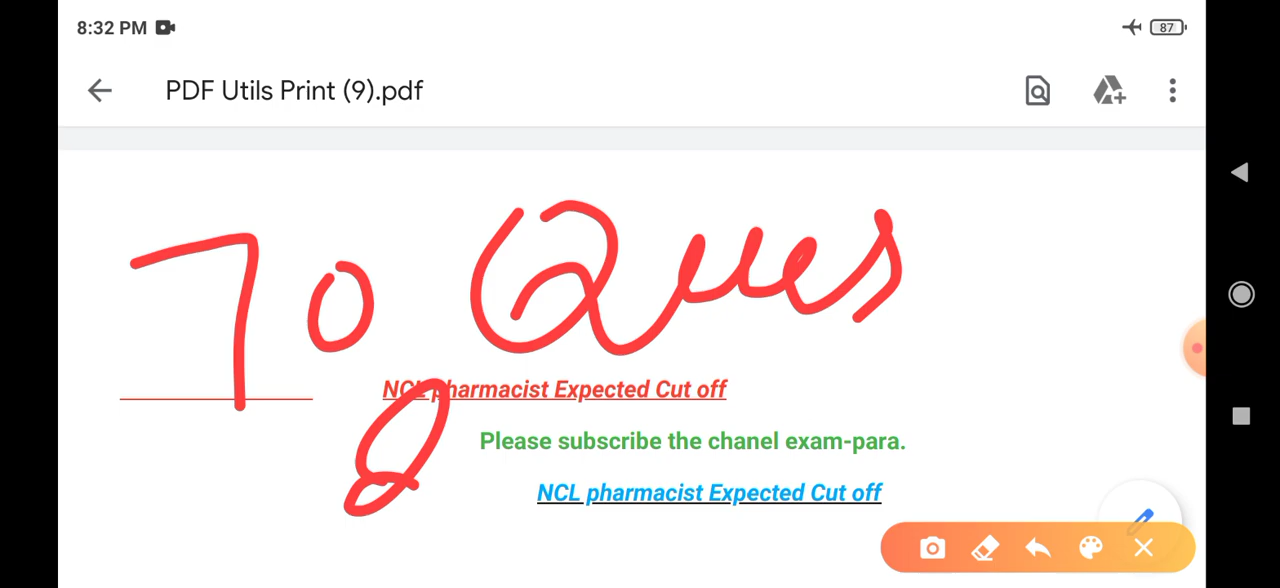 8:32 PM
87
PDF Utils Print (9).pdf
70 Ques
NCL pharmacist Expected Cut off
Please subscribe the chanel exam-para.
NCL pharmacist Expected Cut off